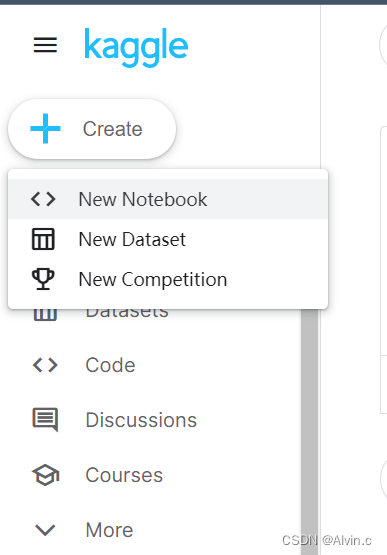 kaggle
Create
New Notebook
New Dataset
New Competition
Datasets
Code
Discussions
Courses
More
CSDN @Alvin.c